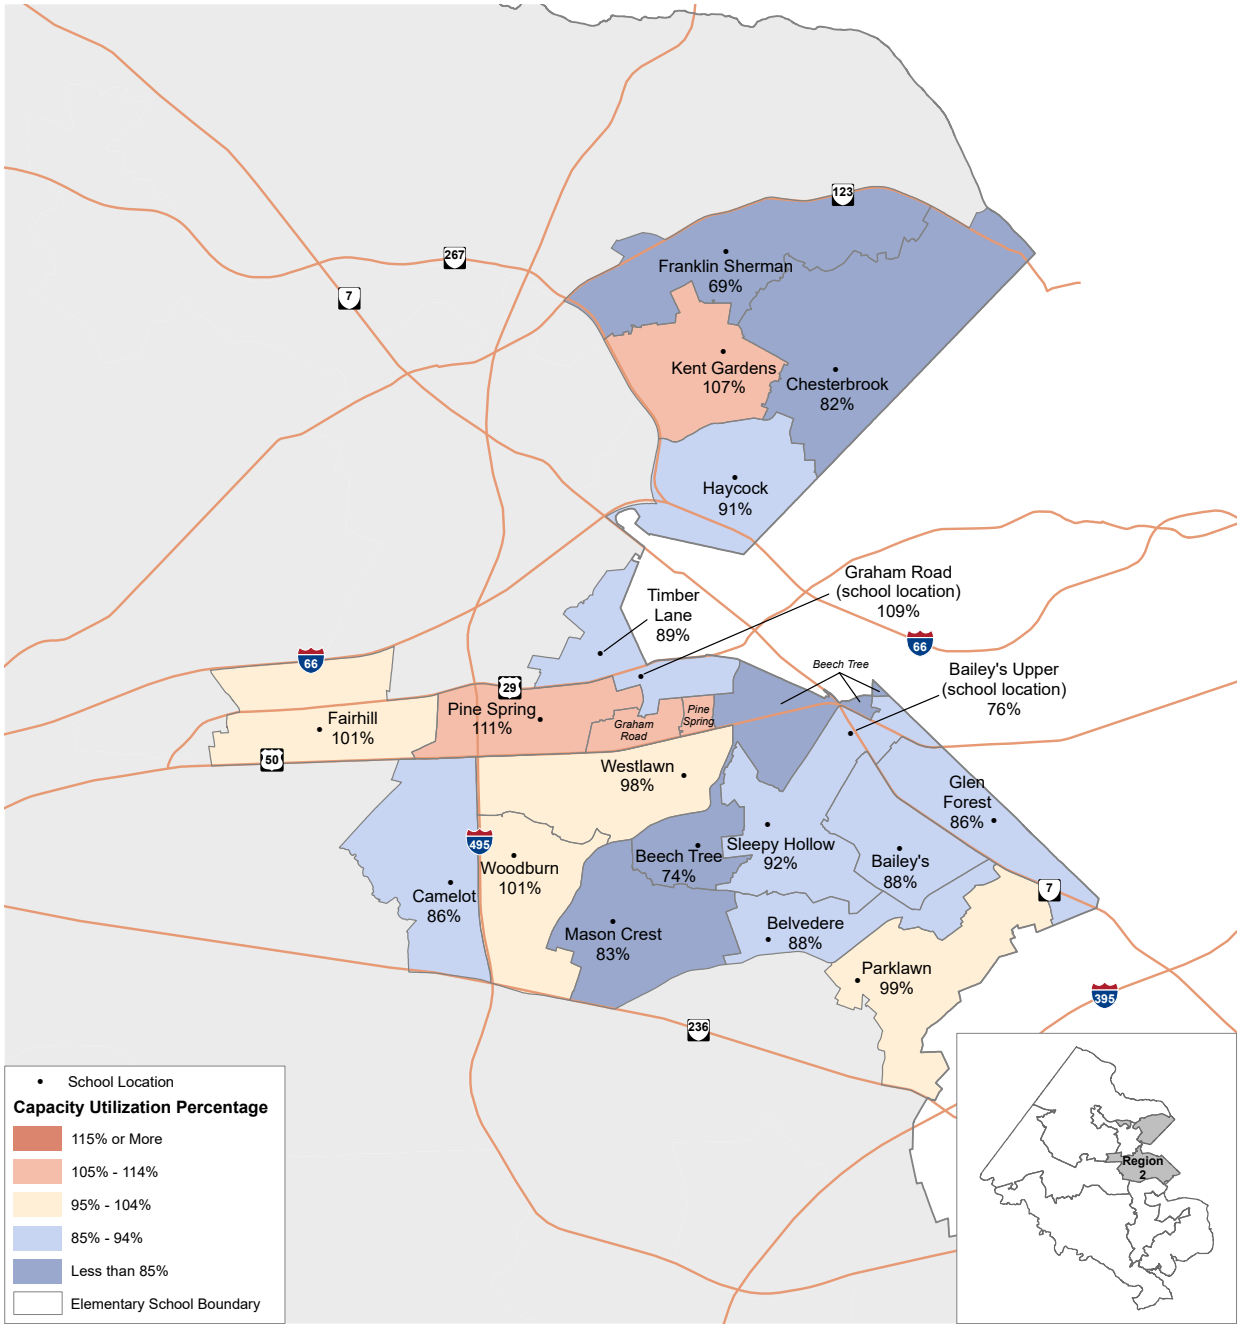 123
267
7
Franklin Sherman
69%
Kent Gardens
107%
Chesterbrook
82%
Haycock
91%
Graham Road
(school location)
109%
Timber
Lane
89%
66
66
Beech Tree
Bailey's Upper
(school location)
76%
29
Pine Spring
111%
Fairhill
101%
Graham
Road
Pine
Spring
50
Westlawn
98%
Glen
Forest
86%
495
Woodburn
101%
Beech Tree
74%
Sleepy Hollow
92%
Bailey's
88%
Camelot
86%
7
Mason Crest
83%
Belvedere
88%
Parklawn
99%
395
236
School Location
Capacity Utilization Percentage
115% or More
105% - 114%
95% - 104%
85% - 94%
Less than 85%
Elementary School Boundary
Region
2